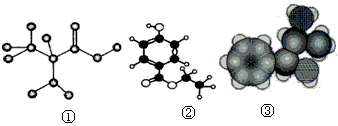 ① ② ③